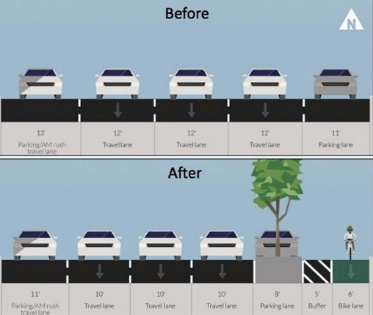 Before
N
13'
Parking/AM rush
travel lane
12'
Travel lane
12'
Travel lane
12'
Travel lane
11'
Parking lane
After
11'
Parking/AM rush
travel lane
10'
Travel lane
10'
Travel lane
10'
Travel lane
8'
Parking lane
5'
Buffer
6'
Bike lane